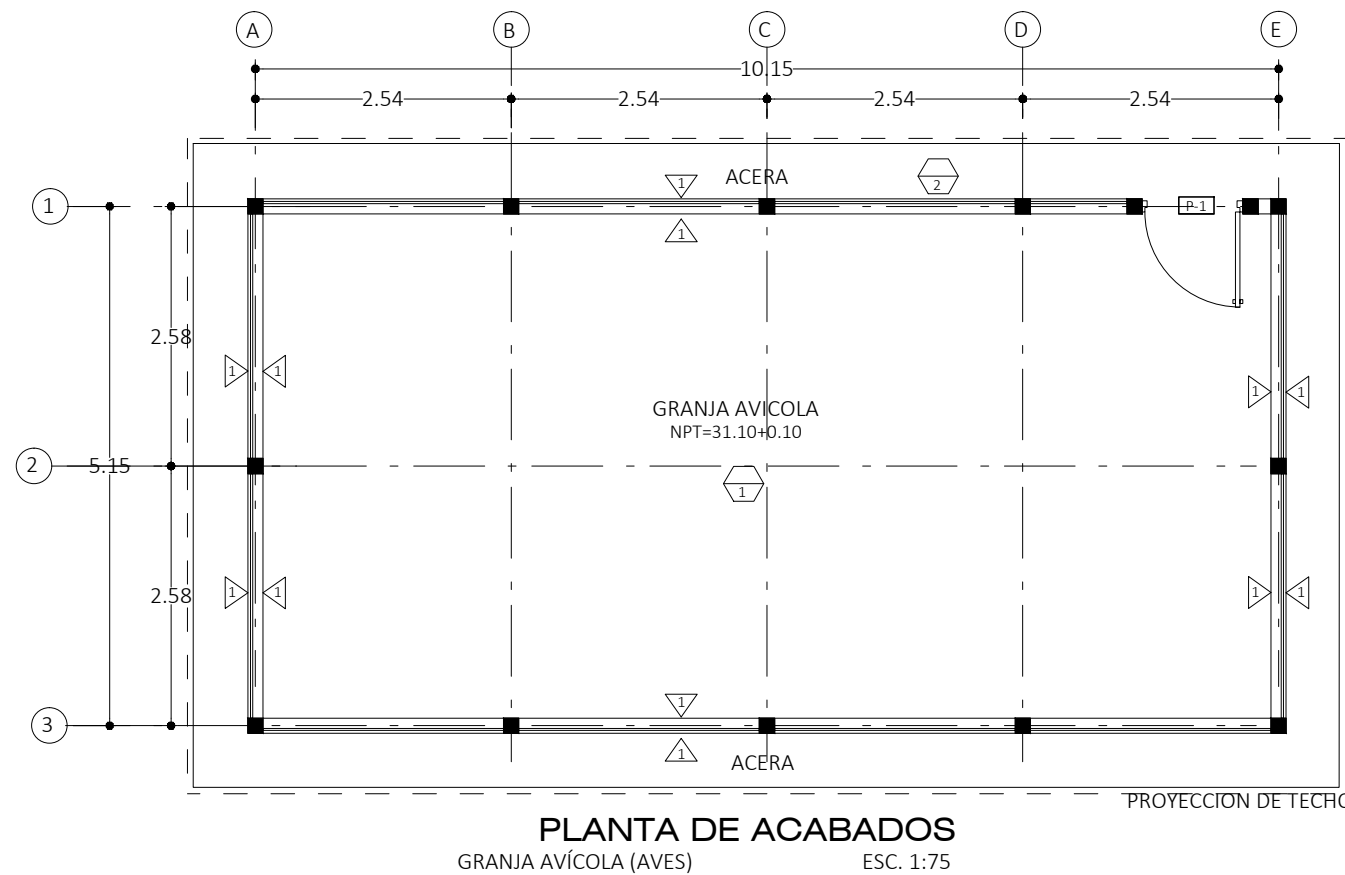 A B C D E
10.15
2.54 2.54 2.54 2.54
ACERA
2
1
1
P-1
1
1
2.58
1 1
1 1
GRANJA AVICOLA
NPT=31.10+0.10
2
5.15
1
2.58
1 1
1 1
1
3
1
ACERA
PROYECCION DE TECHO
PLANTA DE ACABADOS
GRANJA AVÍCOLA (AVES) ESC. 1:75